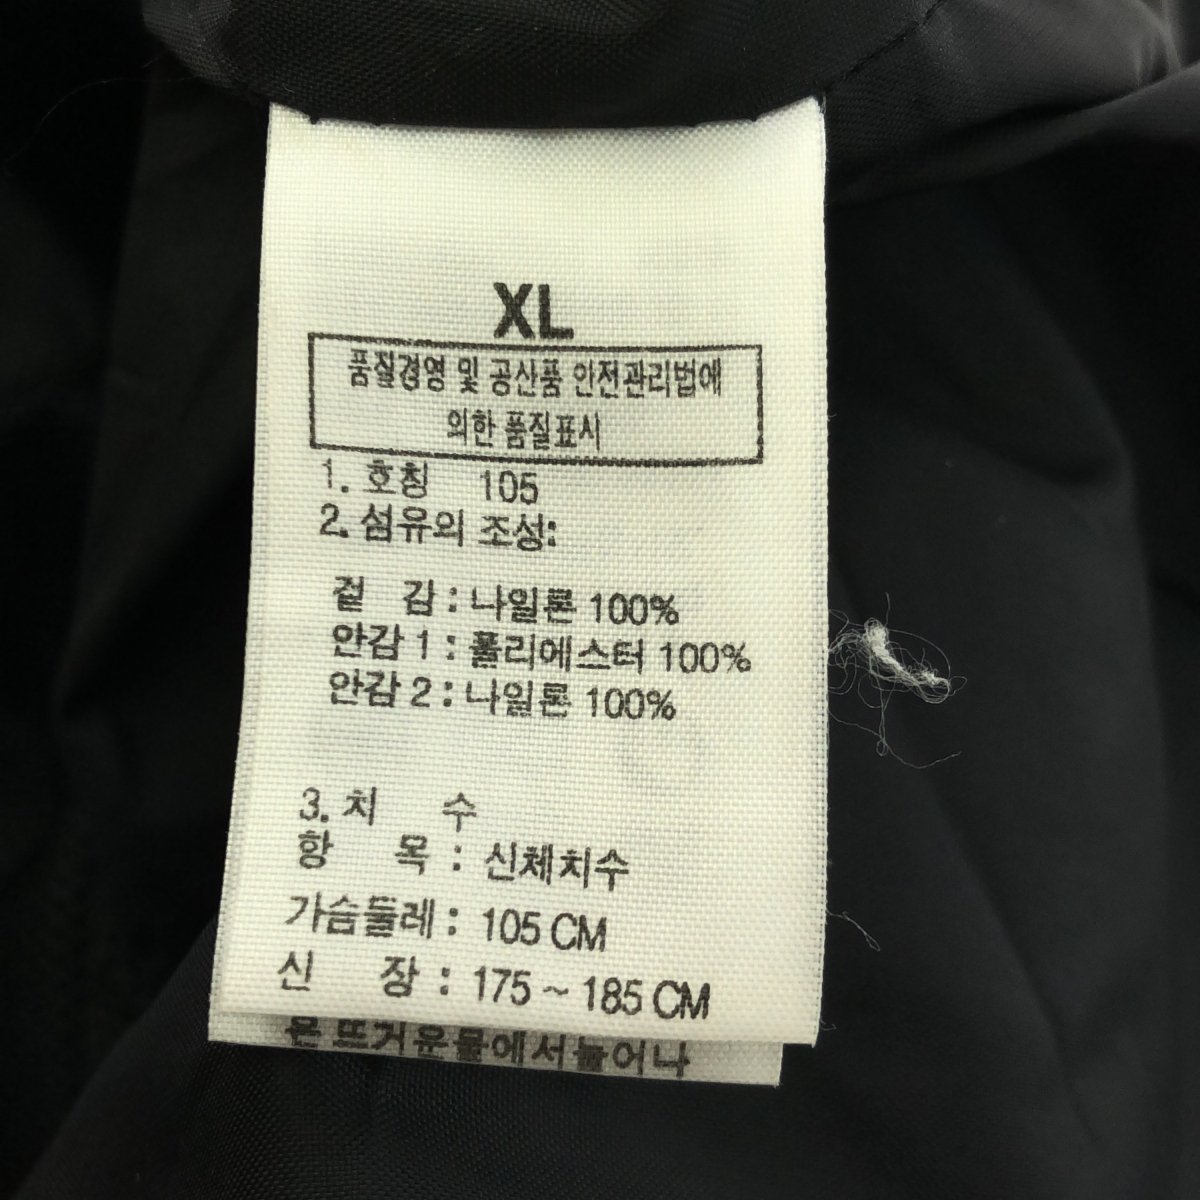 XL
품질경영 및 공산품 안전관리법에
의한 품질표시
1. 호칭 105
2. 섬유의 조성:
겉 감 : 나일론 100%
안감 1 : 폴리에스터 100%
안감 2 : 나일론 100%
3. 치 수
항 목 : 신체치수
가슴둘레 : 105 CM
신 장 : 175 ~ 185 CM
은 뜨거운물에서늘어나